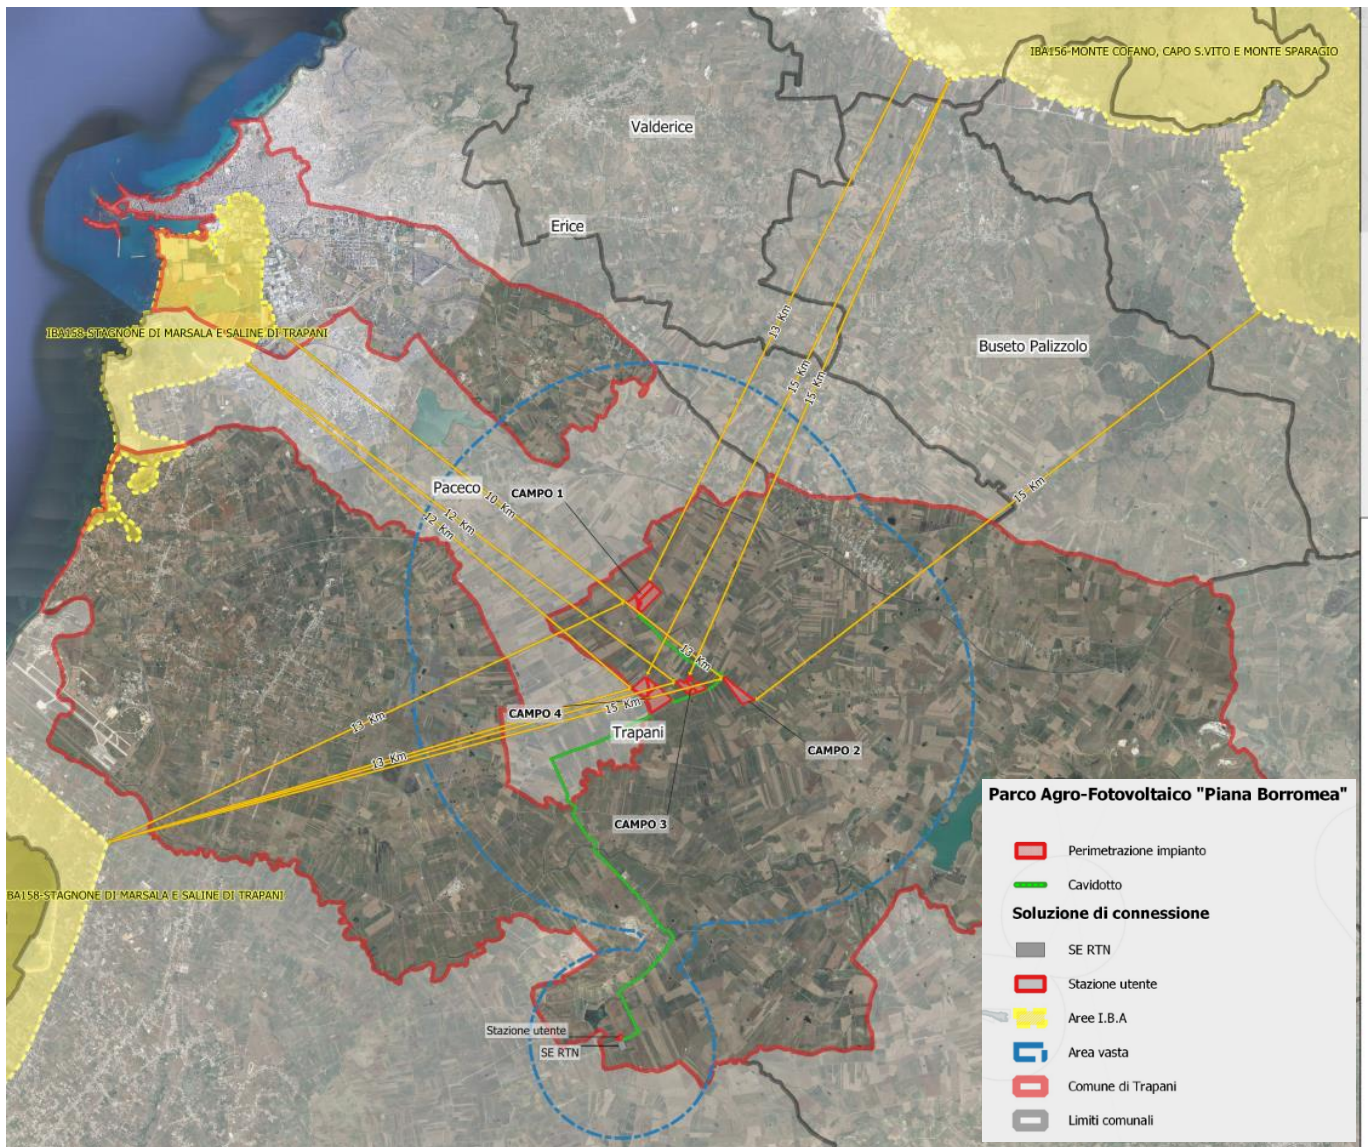 IBA156-MONTE COFANO, CAPO S.VITO E MONTE SPARAGIO
Valderice
Erice
IBA158-STAGNONE DI MARSALA E SALINE DI TRAPANI
13 Km
15 Km
15 Km
Buseto Palizzolo
Paceco
CAMPO 1
10 Km
12 Km
12 Km
15 Km
13 Km
CAMPO 4
15 Km
13 Km
Trapani
CAMPO 2
13 Km
CAMPO 3
BA158-STAGNONE DI MARSALA E SALINE DI TRAPANI
Stazione utente
SE RTN
Parco Agro-Fotovoltaico "Piana Borromea"
Perimetrazione impianto
Cavidotto
Soluzione di connessione
SE RTN
Stazione utente
Aree I.B.A
Area vasta
Comune di Trapani
Limiti comunali